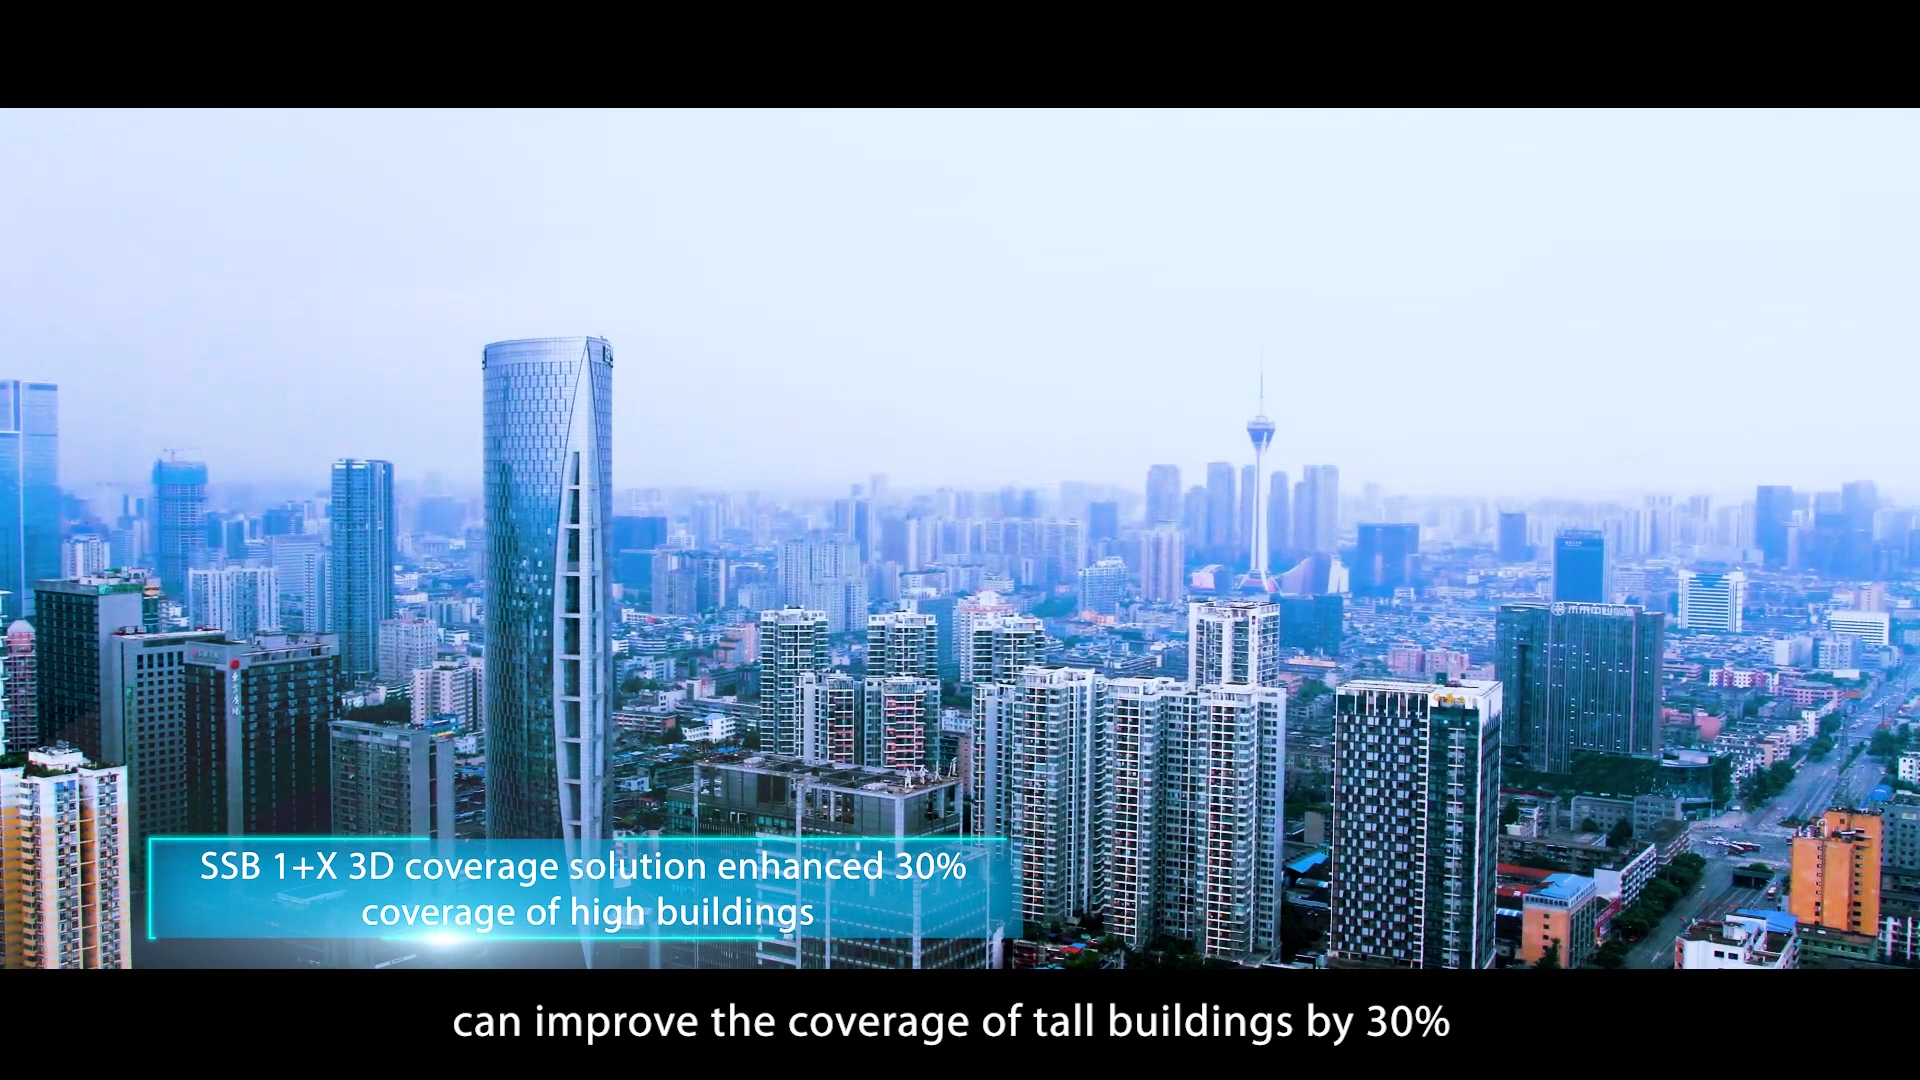 SSB 1+X 3D coverage solution enhanced 30%
coverage of high buildings
can improve the coverage of tall buildings by 30%